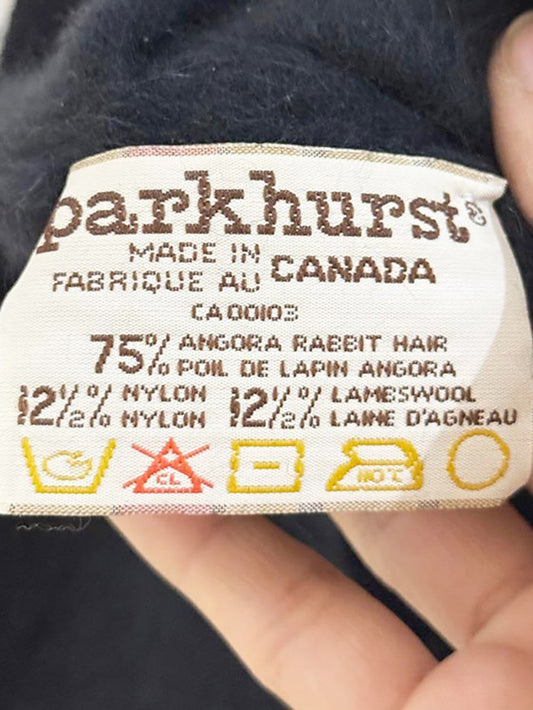 parkhurst®
MADE IN CANADA
FABRIQUE AU
CA00103
75% ANGORA RABBIT HAIR
POIL DE LAPIN ANGORA
12½% NYLON 12½% LAMBSWOOL
NYLON LAINE D'AGNEAU
CL 110°C